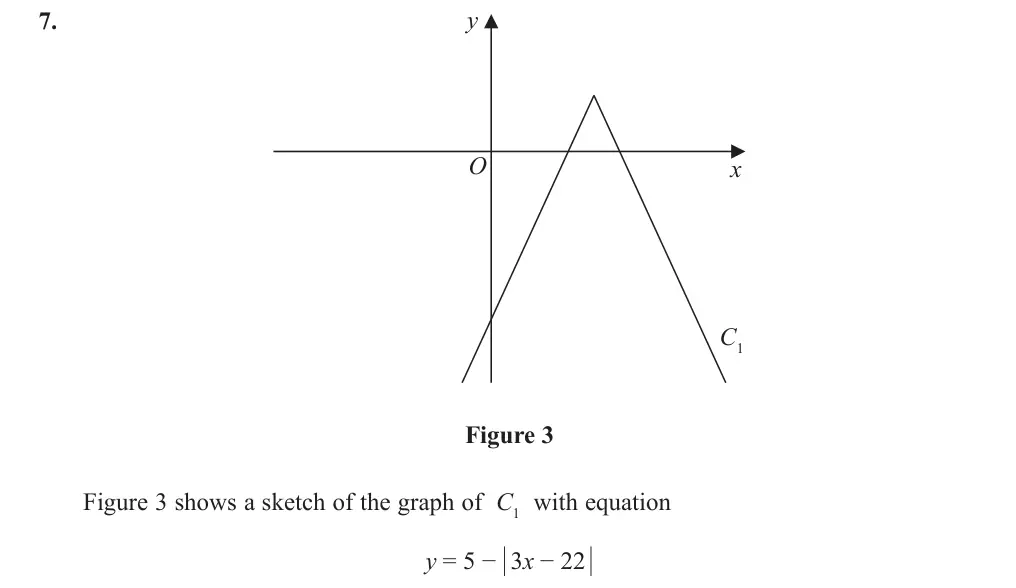 7.
y
O
x
C₁
Figure 3
Figure 3 shows a sketch of the graph of C₁ with equation
y = 5 − |3x − 22|